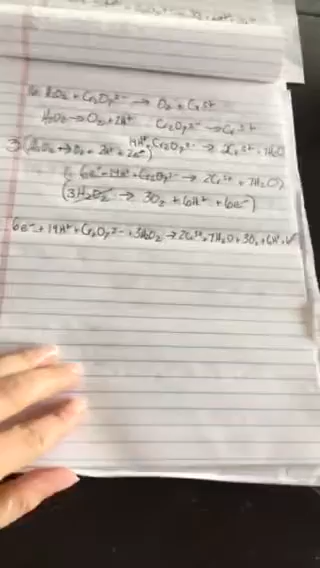 H₂O₂ + Cr₂O₇²⁻ → O₂ + Cr³⁺
H₂O₂ → O₂ + 2H⁺ Cr₂O₇²⁻ → Cr³⁺
3(H₂O₂ → O₂ + 2H⁺ + 2e⁻) 14H⁺ + Cr₂O₇²⁻ → 2Cr³⁺ + 7H₂O
(6e⁻ + 14H⁺ + Cr₂O₇²⁻ → 2Cr³⁺ + 7H₂O)
(3H₂O₂ → 3O₂ + 6H⁺ + 6e⁻)
6e⁻ + 14H⁺ + Cr₂O₇²⁻ + 3H₂O₂ → 2Cr³⁺ + 7H₂O + 3O₂ + 6H⁺ +